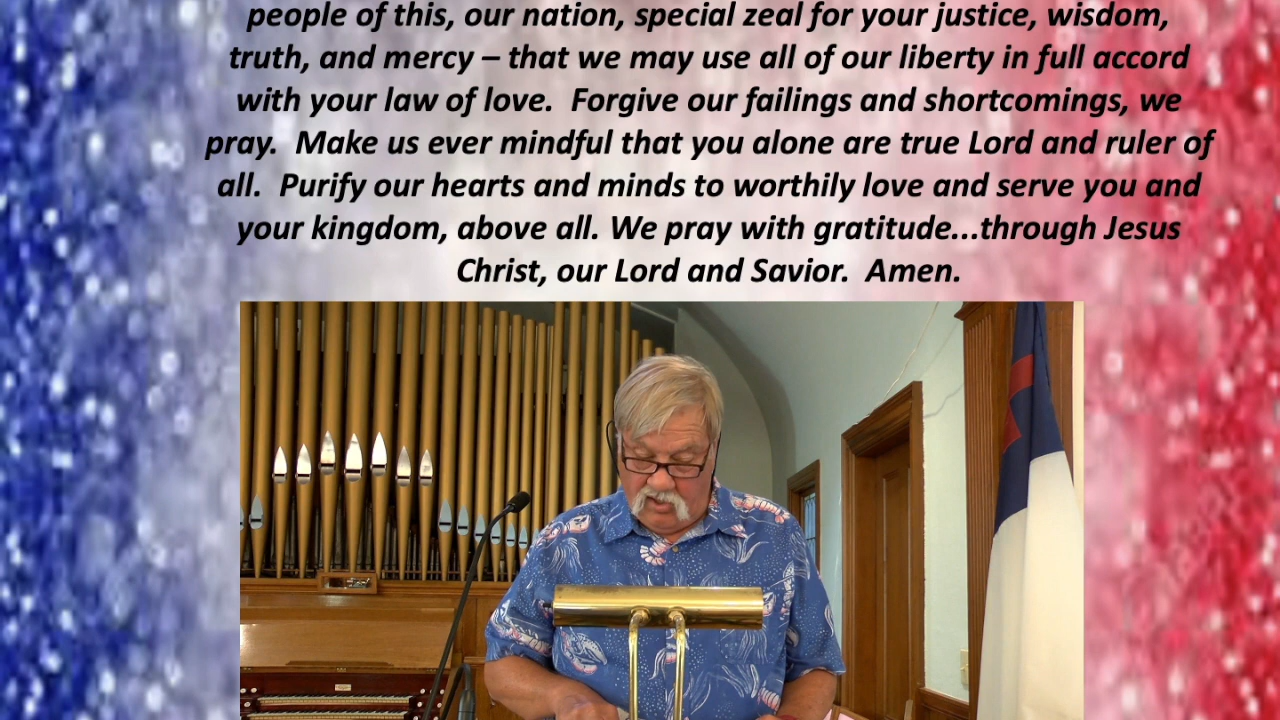 people of this, our nation, special zeal for your justice, wisdom,
truth, and mercy – that we may use all of our liberty in full accord
with your law of love.  Forgive our failings and shortcomings, we
pray.  Make us ever mindful that you alone are true Lord and ruler of
all.  Purify our hearts and minds to worthily love and serve you and
your kingdom, above all. We pray with gratitude...through Jesus
Christ, our Lord and Savior.  Amen.